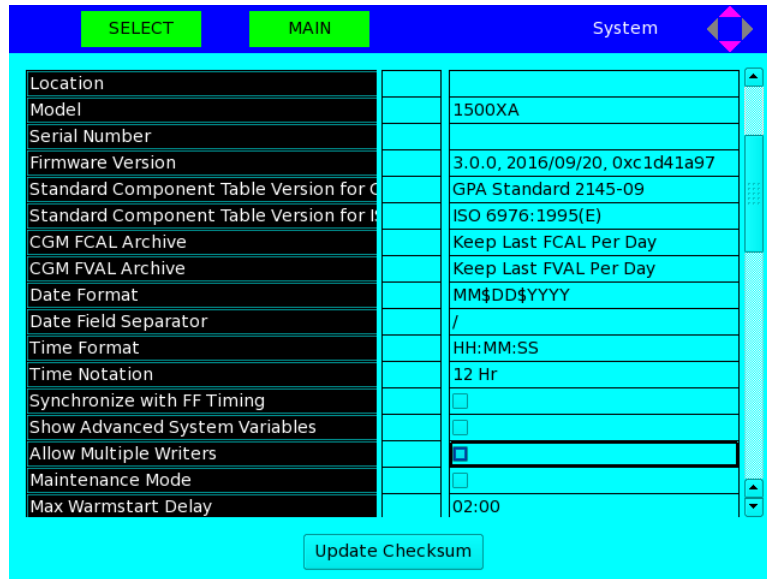 SELECT MAIN System
Location
Model 1500XA
Serial Number
Firmware Version 3.0.0, 2016/09/20, 0xc1d41a97
Standard Component Table Version for GPA Standard 2145-09
Standard Component Table Version for ISO 6976:1995(E)
CGM FCAL Archive Keep Last FCAL Per Day
CGM FVAL Archive Keep Last FVAL Per Day
Date Format MM$DD$YYYY
Date Field Separator /
Time Format HH:MM:SS
Time Notation 12 Hr
Synchronize with FF Timing
Show Advanced System Variables
Allow Multiple Writers
Maintenance Mode
Max Warmstart Delay 02:00
Update Checksum